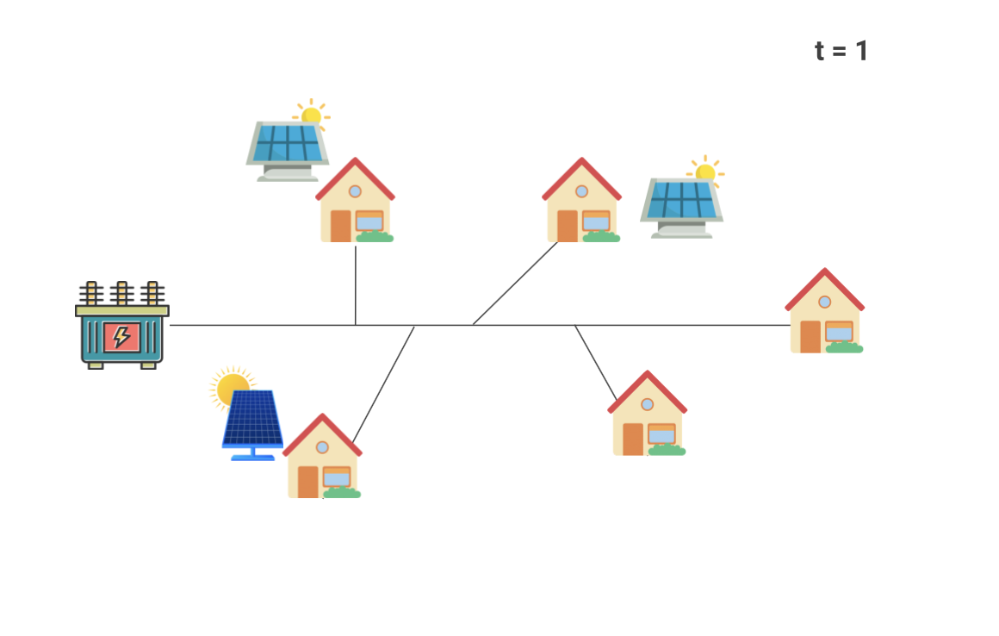 t = 1